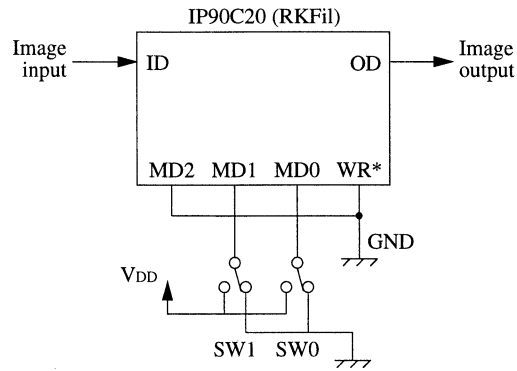 IP90C20 (RKFil)
Image
input
ID
OD
Image
output
MD2 MD1 MD0 WR*
GND
VDD
SW1 SW0